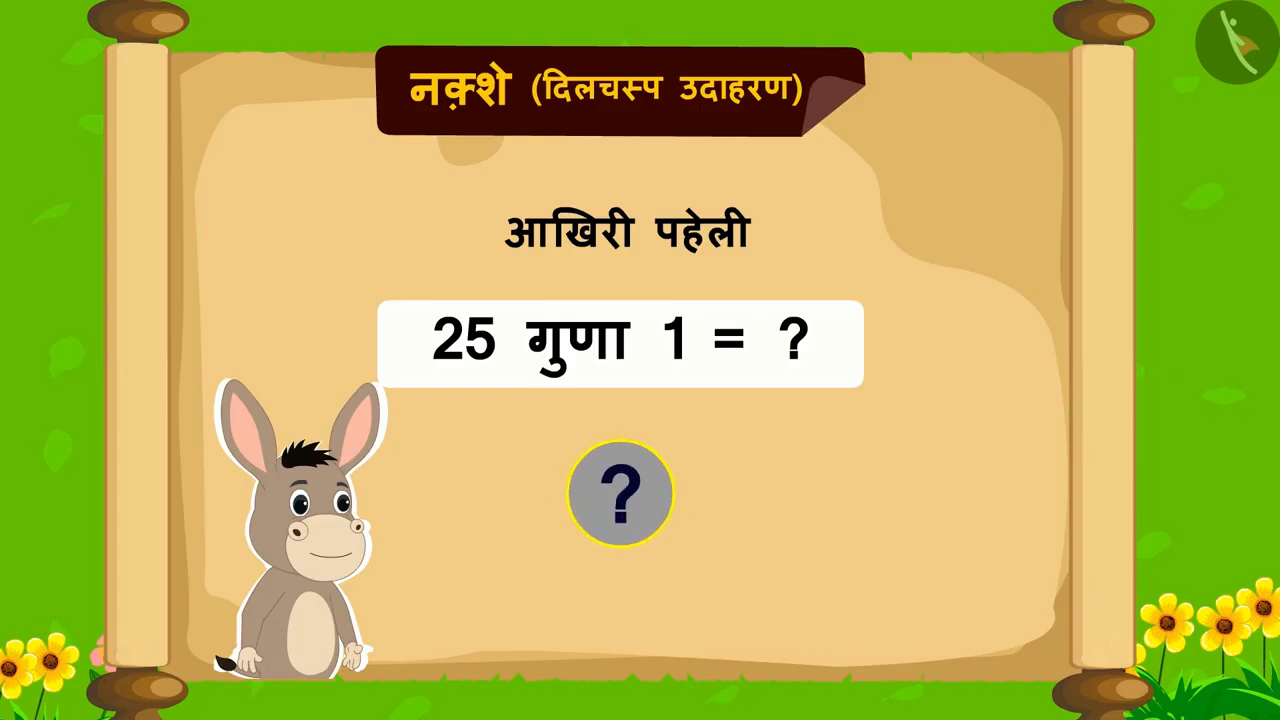 नक़्शे (दिलचस्प उदाहरण)
आखिरी पहेली
25 गुणा 1 = ?
?